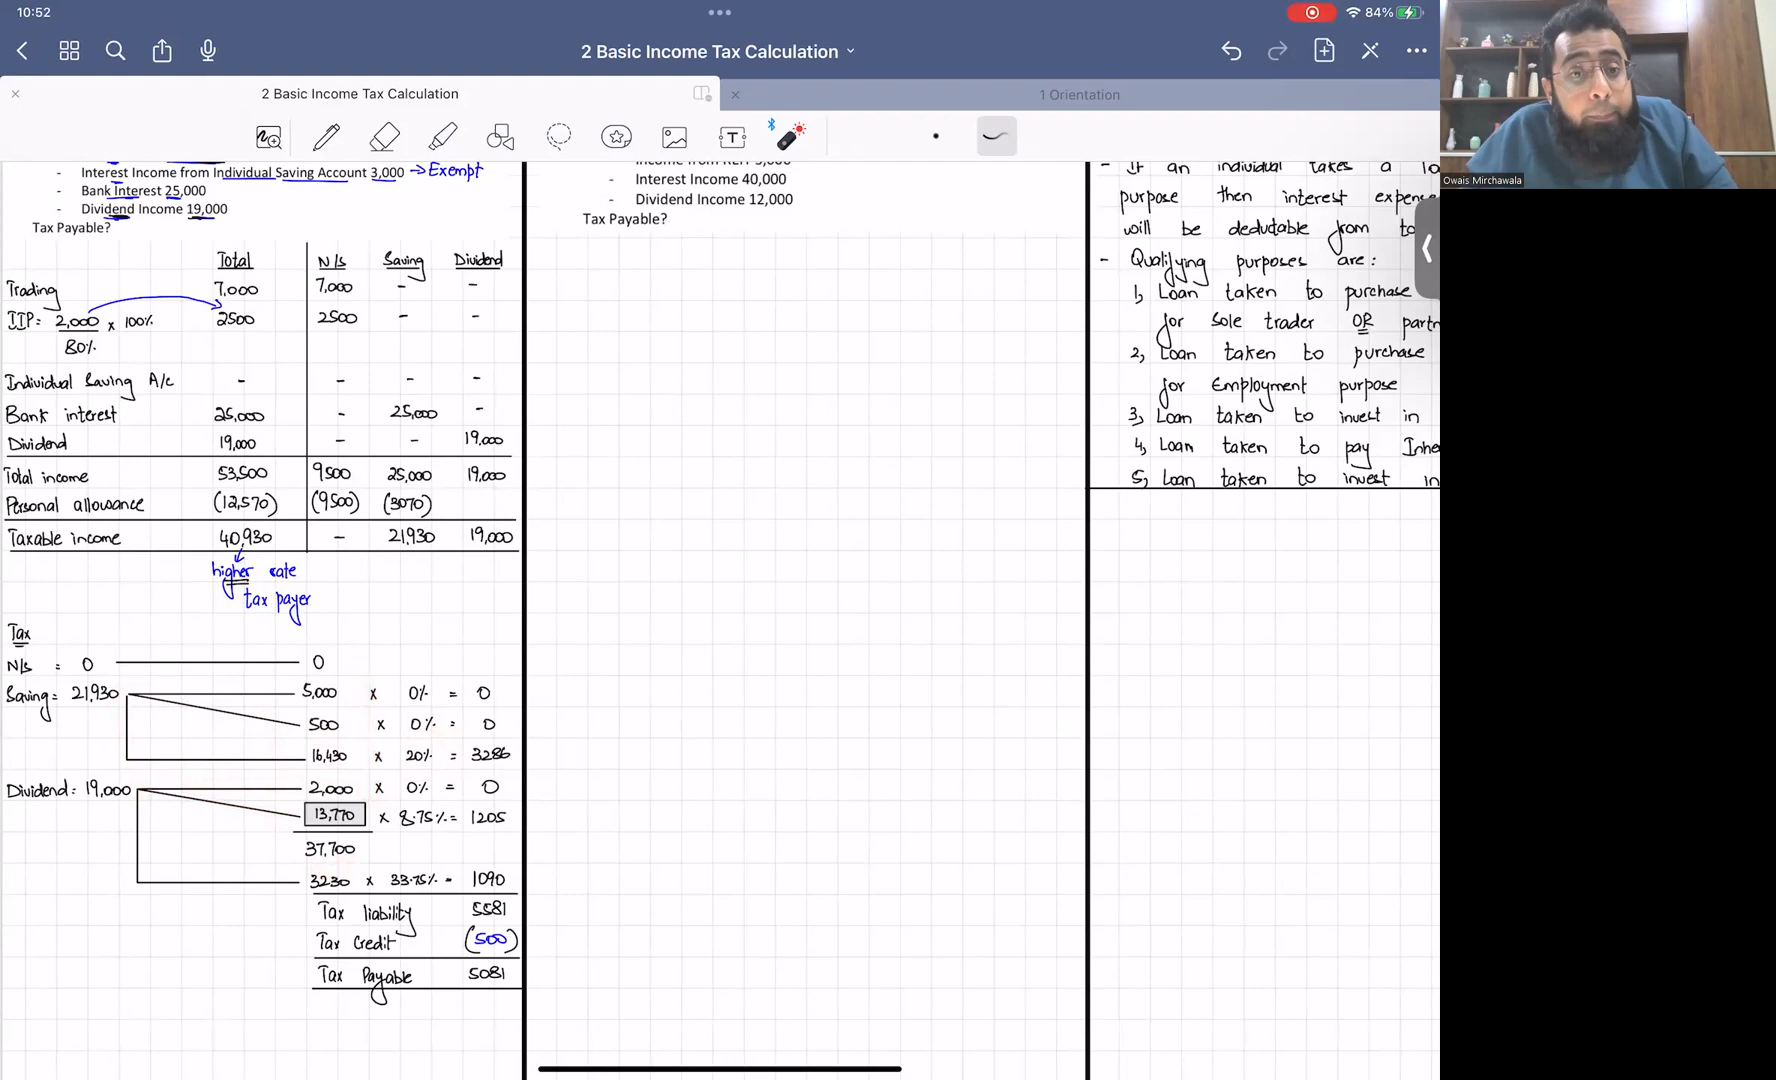 10:52
84%
2 Basic Income Tax Calculation
2 Basic Income Tax Calculation
1 Orientation
T
Owais Mirchawala
- Interest Income from Individual Saving Account 3,000 → Exempt
- Bank Interest 25,000
- Dividend Income 19,000
Tax Payable?
Total N/s Saving Dividend
Trading 7,000 7,000 - -
IIP: 2,000 x 100% 2500 2500 - -
80%
Individual Saving A/c - - - -
Bank interest 25,000 - 25,000 -
Dividend 19,000 - - 19,000
Total income 53,500 9500 25,000 19,000
Personal allowance (12,570) (9500) (3070)
Taxable income 40,930 - 21,930 19,000
higher rate
tax payer
Tax
N/s : 0 0
Saving = 21,930 5,000 x 0% = 0
500 x 0% = 0
16,430 x 20% = 3286
Dividend: 19,000 2,000 x 0% = 0
13,770 x 8.75% = 1205
37,700
3230 x 33.75% = 1090
Tax liability 5581
Tax Credit (500)
Tax Payable 5081
- Interest Income 40,000
- Dividend Income 12,000
Tax Payable?
- If an individual takes a
purpose then interest
will be dedutable from
- Qualifying purposes are :
1, Loan taken to purchase
for sole trader OR
2, Loan taken to purchase
for Employment purpose
3, Loan taken to invest in
4, Loan taken to pay
5, Loan taken to invest in